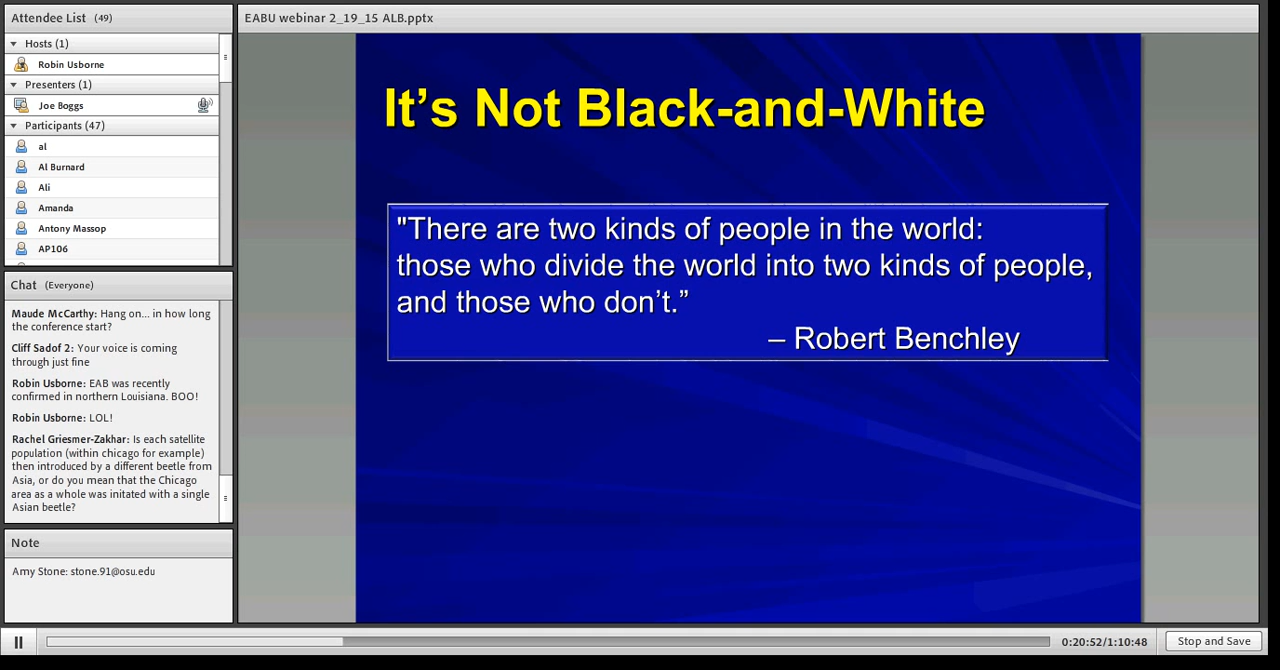 Attendee List (49)
Hosts (1)
Robin Usborne
Presenters (1)
Joe Boggs
Participants (47)
al
Al Burnard
Ali
Amanda
Antony Massop
AP106
Chat (Everyone)
Maude McCarthy: Hang on... in how long
the conference start?
Cliff Sadof 2: Your voice is coming
through just fine
Robin Usborne: EAB was recently
confirmed in northern Louisiana. BOO!
Robin Usborne: LOL!
Rachel Griesmer-Zakhar: Is each satellite
population (within chicago for example)
then introduced by a different beetle from
Asia, or do you mean that the Chicago
area as a whole was initated with a single
Asian beetle?
Note
Amy Stone: stone.91@osu.edu
EABU webinar 2_19_15 ALB.pptx
It’s Not Black-and-White
"There are two kinds of people in the world:
those who divide the world into two kinds of people,
and those who don’t.”
– Robert Benchley
0:20:52/1:10:48
Stop and Save